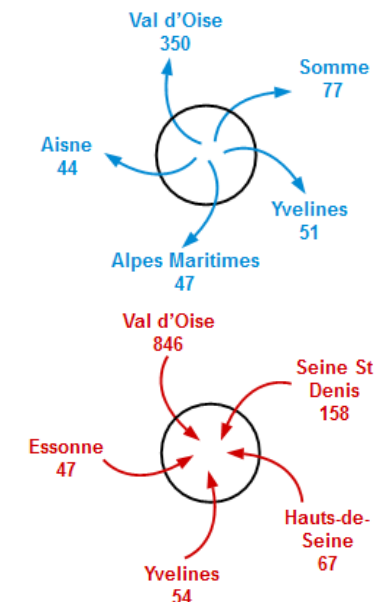 Val d'Oise
350
Somme
77
Aisne
44
Yvelines
51
Alpes Maritimes
47
Val d'Oise
846
Seine St
Denis
158
Essonne
47
Hauts-de-
Seine
67
Yvelines
54